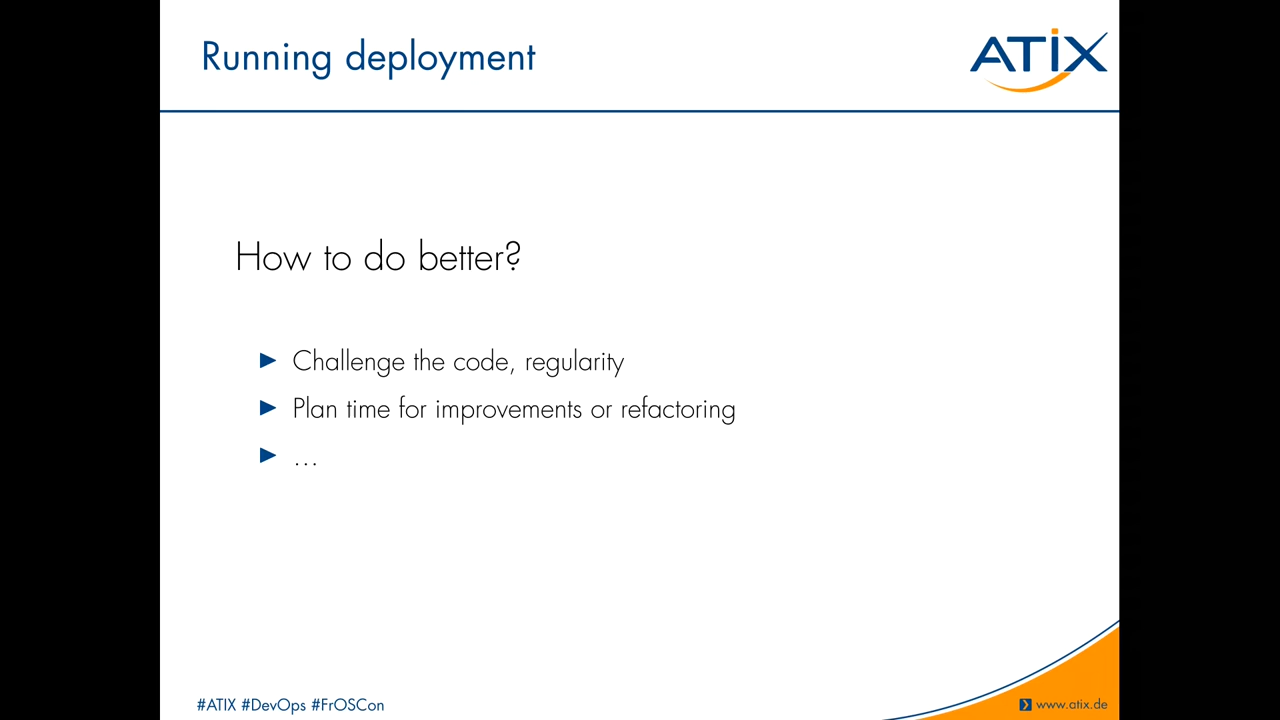 Running deployment
ATIX
How to do better?
Challenge the code, regularity
Plan time for improvements or refactoring
...
#ATIX #DevOps #FrOSCon
www.atix.de